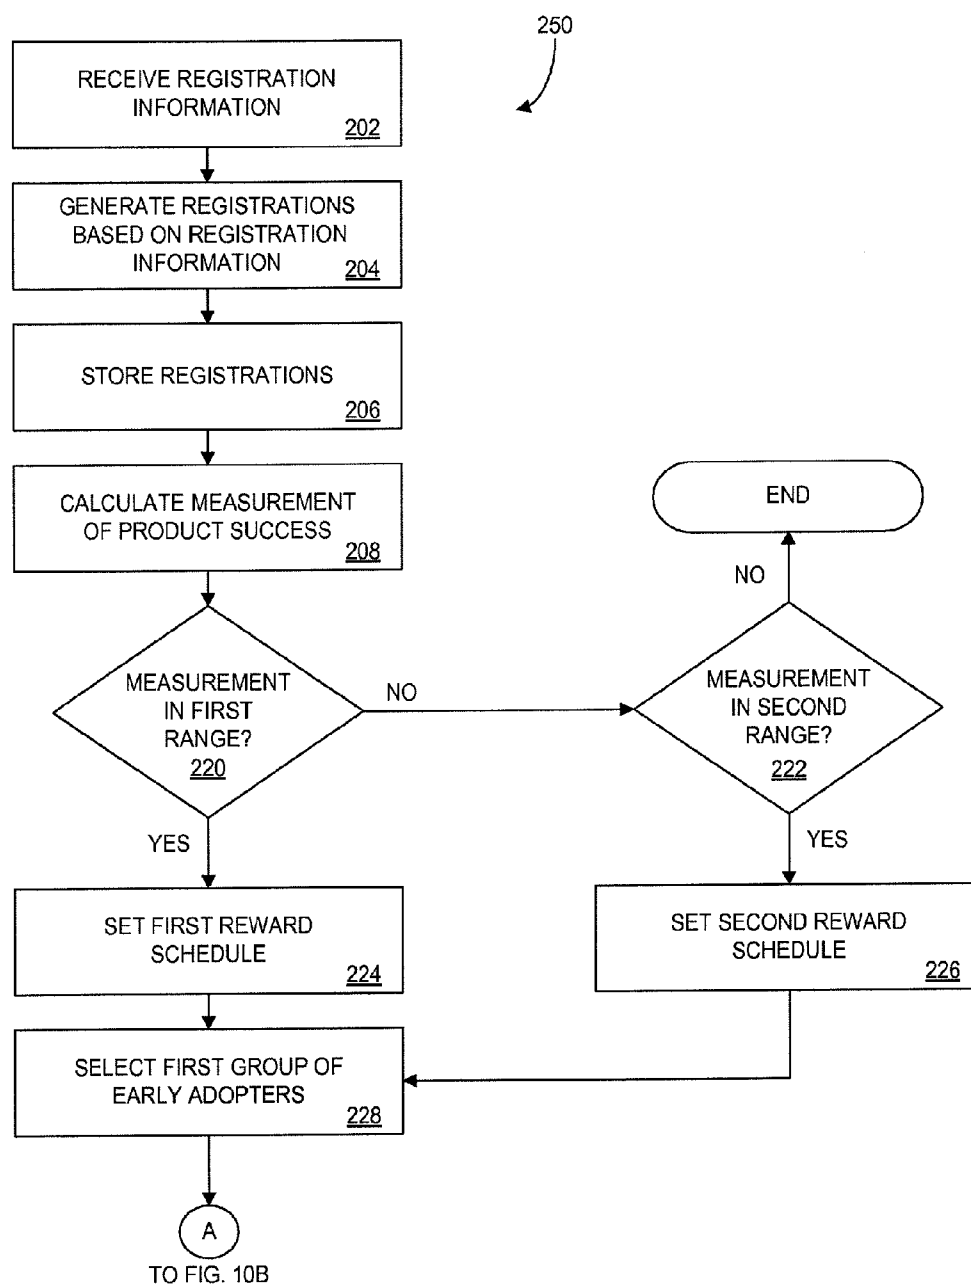 250
RECEIVE REGISTRATION
INFORMATION
202
GENERATE REGISTRATIONS
BASED ON REGISTRATION
INFORMATION
204
STORE REGISTRATIONS
206
CALCULATE MEASUREMENT
OF PRODUCT SUCCESS
208
END
NO
MEASUREMENT
IN FIRST
RANGE?
220
NO
MEASUREMENT
IN SECOND
RANGE?
222
YES
YES
SET FIRST REWARD
SCHEDULE
224
SET SECOND REWARD
SCHEDULE
226
SELECT FIRST GROUP OF
EARLY ADOPTERS
228
A
TO FIG. 10B